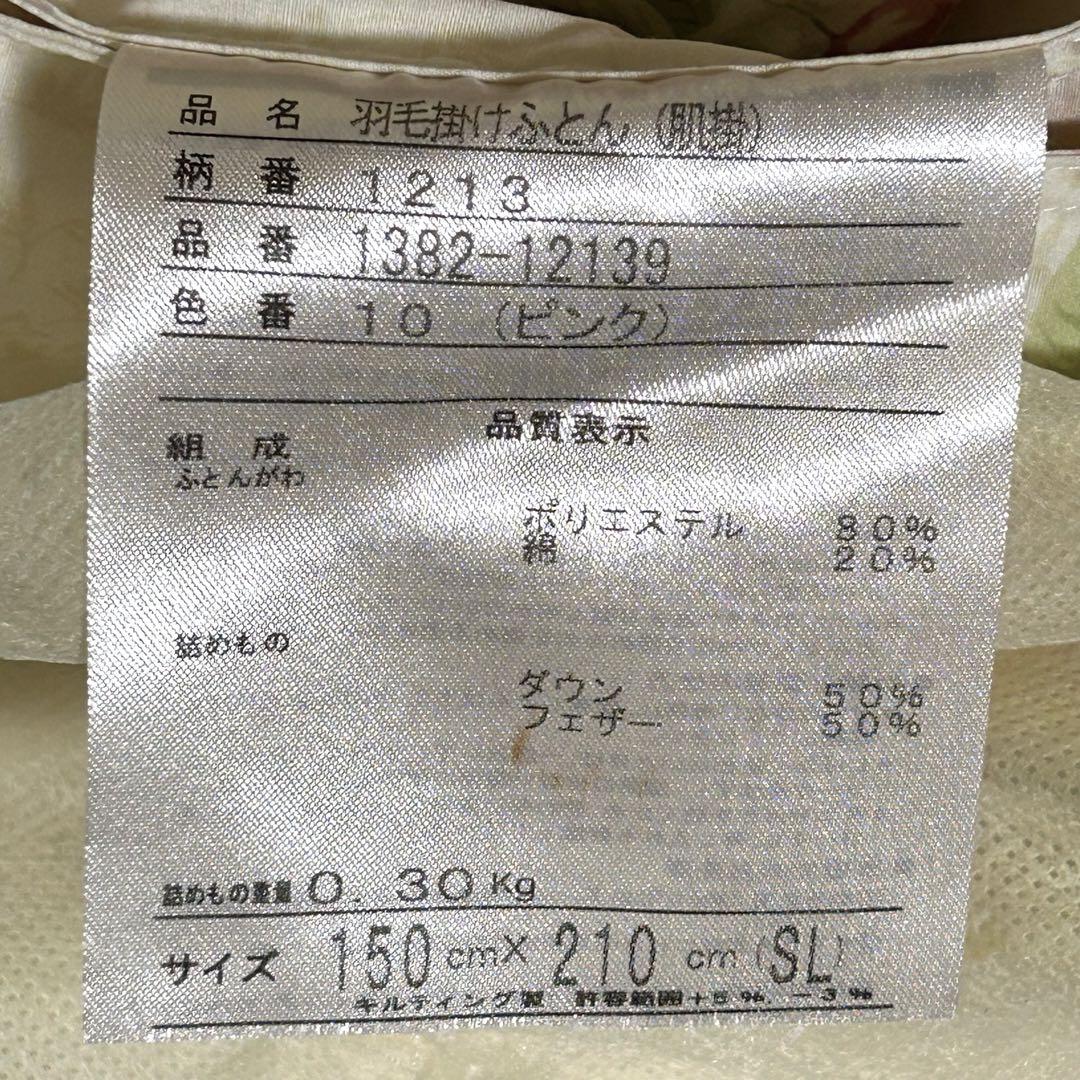 品 名 羽毛掛けふとん (肌掛)
柄 番 1213
品 番 1382-12139
色 番 10 (ピンク)
品質表示
組 成
ふとんがわ
ポリエステル 80%
綿 20%
詰めもの
ダウン 50%
フェザー 50%
詰めもの重量 0.30Kg
サイズ 150cm× 210cm (SL)
キルティング製 許容範囲+5%,-3%